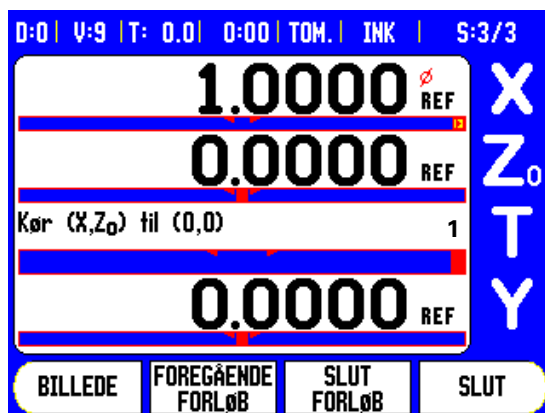 D:0 | V:9 | T: 0.0 | 0:00 | TOM. | INK | S:3/3
1.0000 ø REF X
0.0000 REF Z0
Kør (X,Z0) til (0,0) 1 T
0.0000 REF Y
BILLEDE FOREGÅENDE FORLØB SLUT FORLØB SLUT